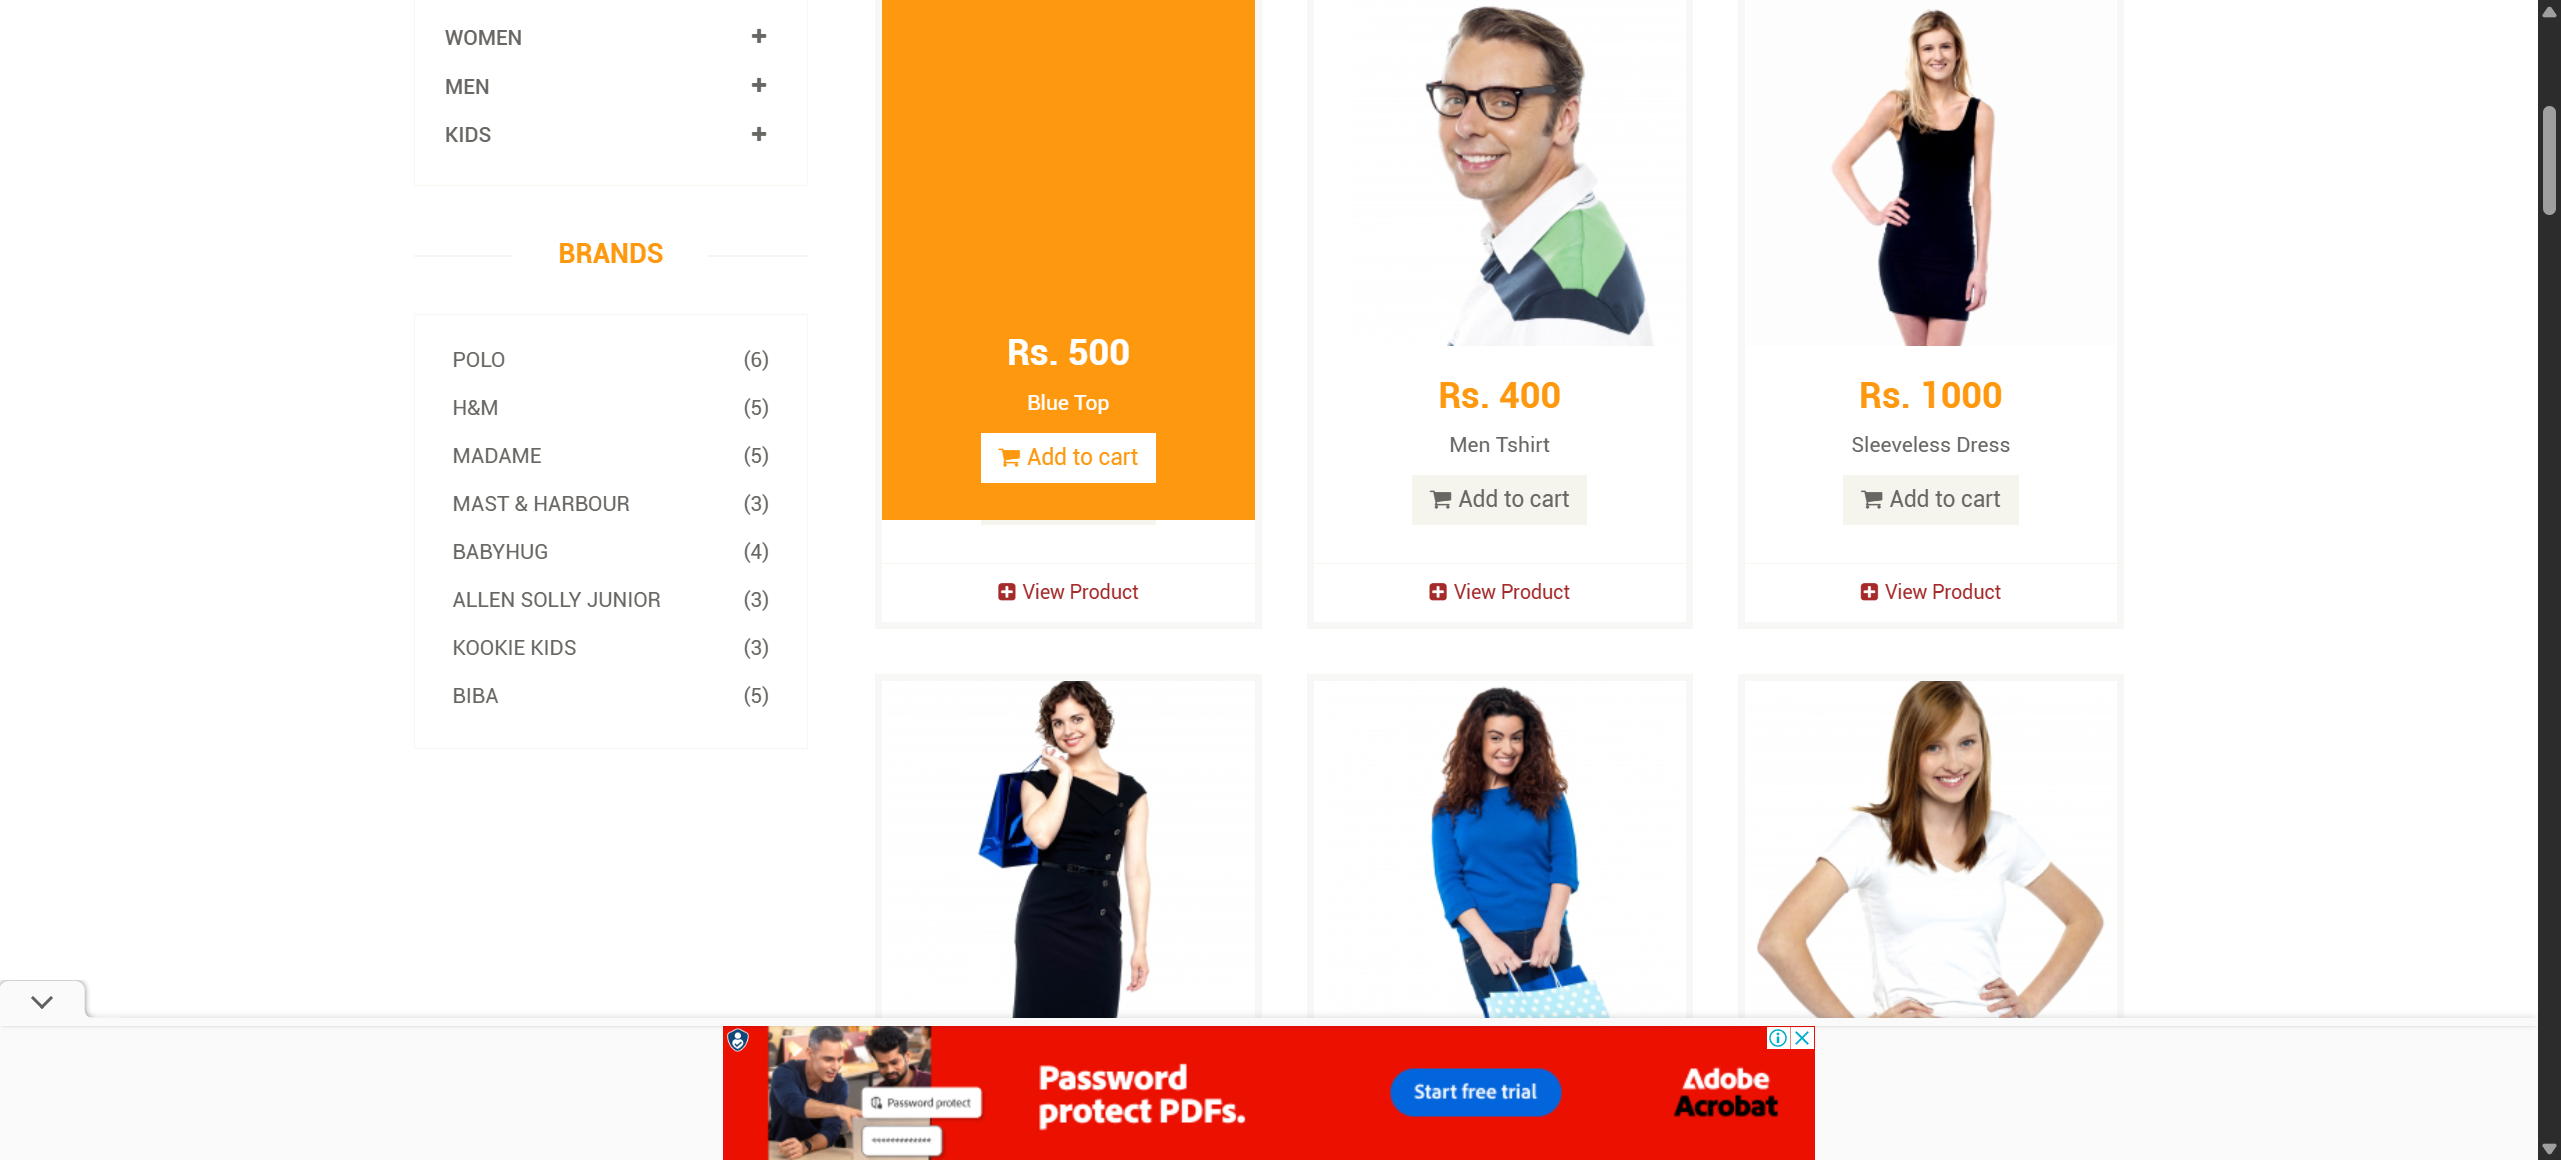 WOMEN
MEN
KIDS
BRANDS
POLO (6)
H&M (5)
MADAME (5)
MAST & HARBOUR (3)
BABYHUG (4)
ALLEN SOLLY JUNIOR (3)
KOOKIE KIDS (3)
BIBA (5)
Rs. 500
Blue Top
Add to cart
View Product
Rs. 400
Men Tshirt
Add to cart
View Product
Rs. 1000
Sleeveless Dress
Add to cart
View Product
Password protect
Password
protect PDFs.
Start free trial
Adobe
Acrobat